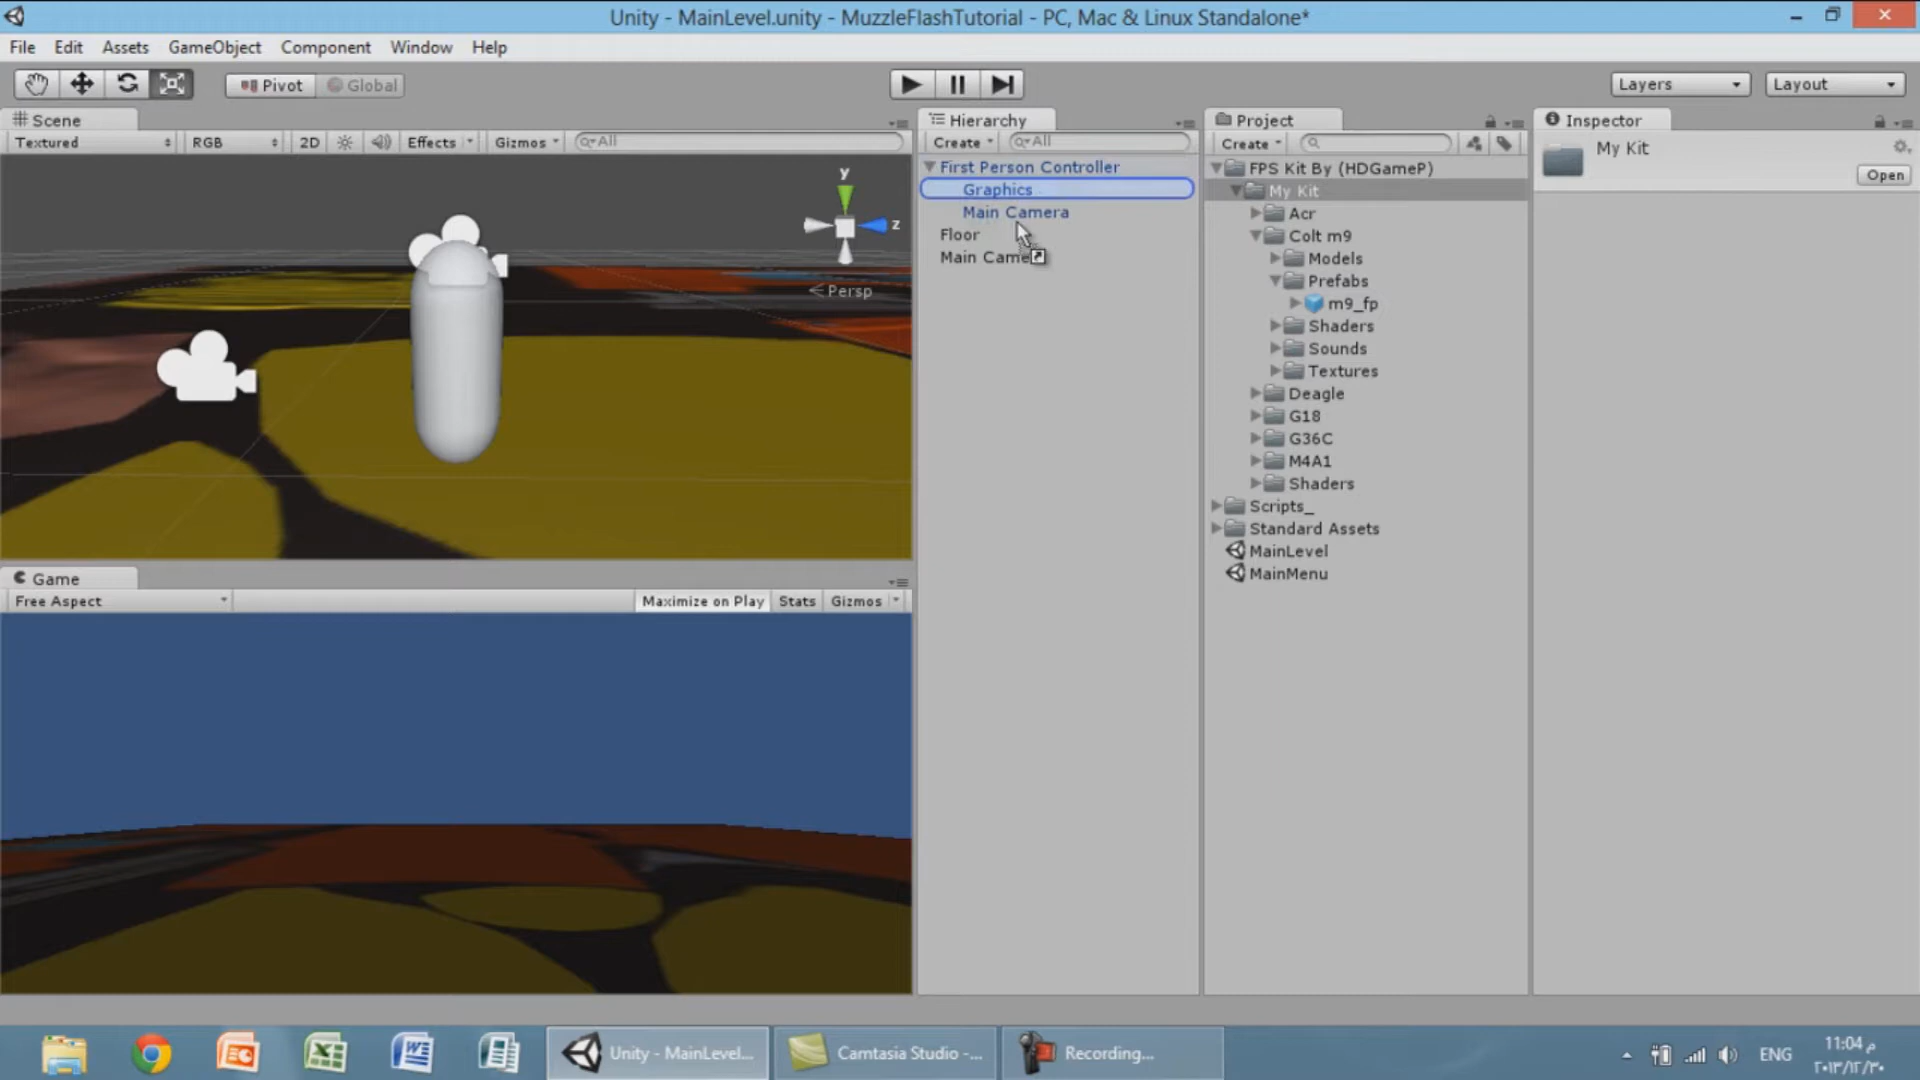 Unity - MainLevel.unity - MuzzleFlashTutorial - PC, Mac & Linux Standalone*
File Edit Assets GameObject Component Window Help
Pivot Global Layers Layout
Scene
Textured RGB 2D Effects Gizmos All
y
z
Persp
Game
Free Aspect Maximize on Play Stats Gizmos
Hierarchy
Create All
First Person Controller
Graphics
Main Camera
Floor
Main Came
Project
Create
FPS Kit By (HDGameP)
My Kit
Acr
Colt m9
Models
Prefabs
m9_fp
Shaders
Sounds
Textures
Deagle
G18
G36C
M4A1
Shaders
Scripts_
Standard Assets
MainLevel
MainMenu
Inspector
My Kit
Open
Unity - MainLevel... Camtasia Studio -... Recording... ENG
11:04 م
٢٠١٣/١٢/٣٠